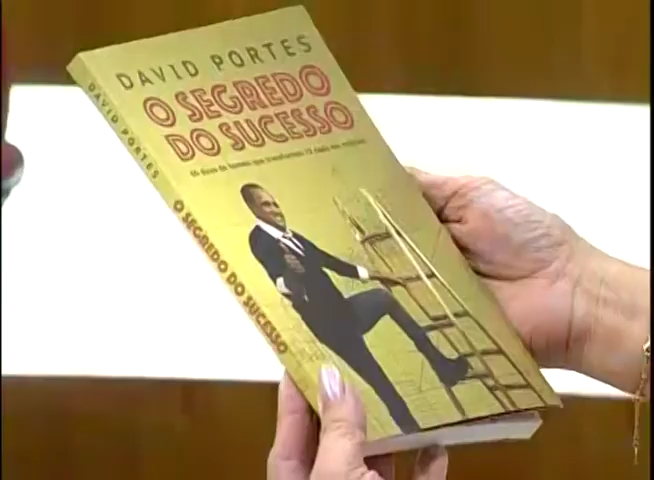 DAVID PORTES
O SEGREDO
DO SUCESSO
DAVID PORTES
O SEGREDO DO SUCESSO